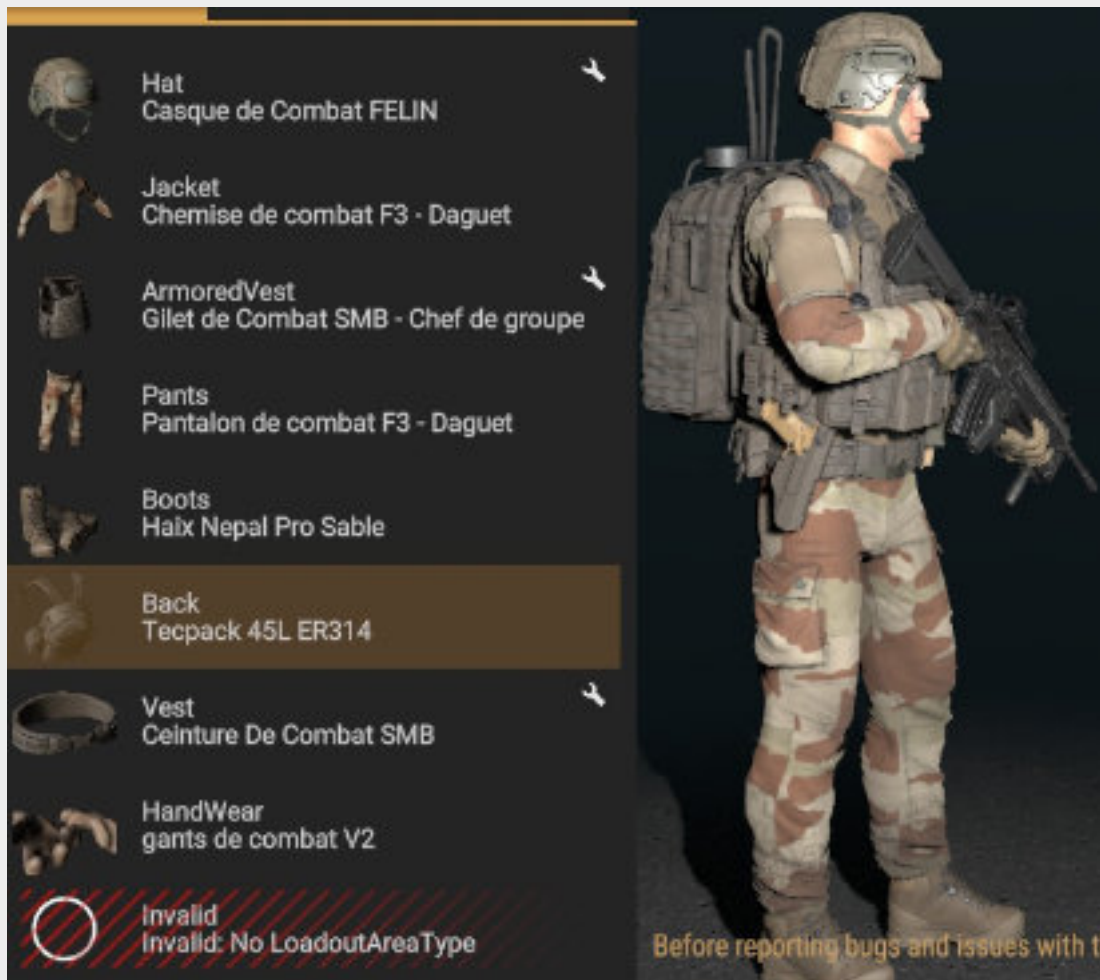 Hat
Casque de Combat FELIN
Jacket
Chemise de combat F3 - Daguet
ArmoredVest
Gilet de Combat SMB - Chef de groupe
Pants
Pantalon de combat F3 - Daguet
Boots
Haix Nepal Pro Sable
Back
Tecpack 45L ER314
Vest
Ceinture De Combat SMB
HandWear
gants de combat V2
Invalid
Invalid: No LoadoutAreaType
Before reporting bugs and issues with t